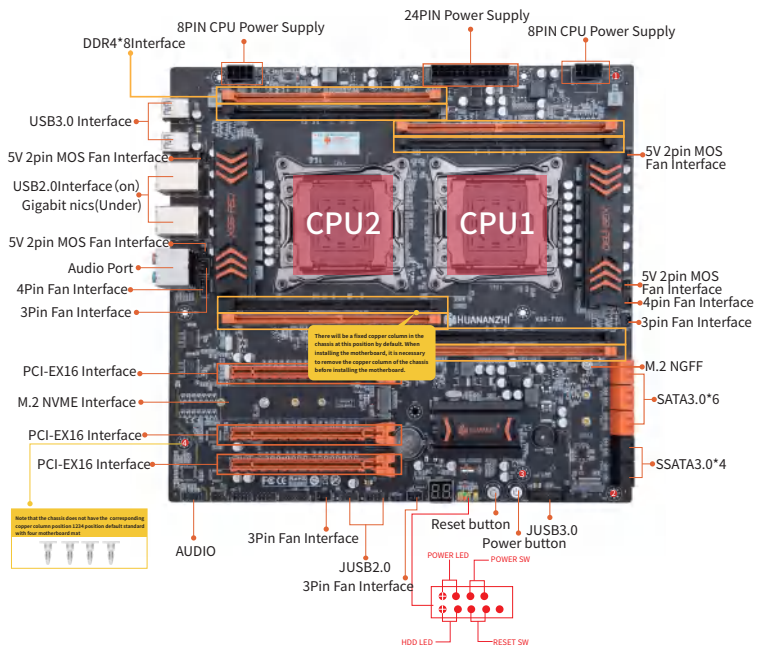 8PIN CPU Power Supply
24PIN Power Supply
8PIN CPU Power Supply
DDR4*8Interface
USB3.0 Interface
5V 2pin MOS Fan Interface
USB2.0Interface (on)
Gigabit nics(Under)
5V 2pin MOS Fan Interface
Audio Port
4Pin Fan Interface
3Pin Fan Interface
PCI-EX16 Interface
M.2 NVME Interface
PCI-EX16 Interface
PCI-EX16 Interface
CPU2
CPU1
5V 2pin MOS
Fan Interface
5V 2pin MOS
Fan Interface
4pin Fan Interface
3pin Fan Interface
M.2 NGFF
SATA3.0*6
SSATA3.0*4
HUANANZHI
There will be a fixed copper column in the
chassis at this position by default. When
installing the motherboard, it is necessary
to remove the copper column of the chassis
before installing the motherboard.
1
2
3
4
Note that the chassis does not have the corresponding
copper column position 1234 position default standard
with four motherboard mat
AUDIO
3Pin Fan Interface
JUSB2.0
3Pin Fan Interface
Reset button
Power button
JUSB3.0
POWER LED
POWER SW
HDD LED
RESET SW